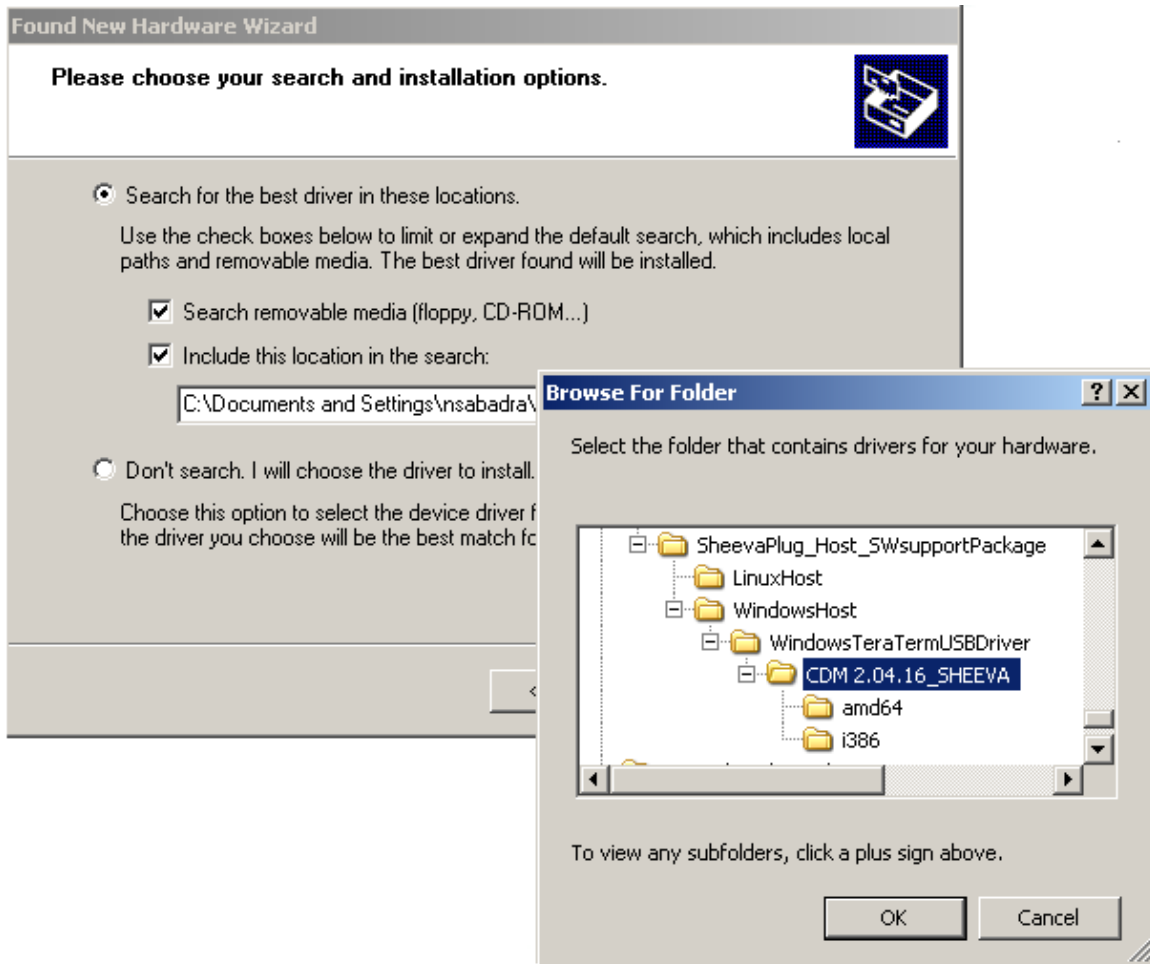 Found New Hardware Wizard
Please choose your search and installation options.
Search for the best driver in these locations.
Use the check boxes below to limit or expand the default search, which includes local
paths and removable media. The best driver found will be installed.
Search removable media (floppy, CD-ROM...)
Include this location in the search:
C:\Documents and Settings\nsabadra\
Don't search. I will choose the driver to install.
Choose this option to select the device driver
the driver you choose will be the best match
<
Browse For Folder
Select the folder that contains drivers for your hardware.
SheevaPlug_Host_SWsupportPackage
LinuxHost
WindowsHost
WindowsTeraTermUSBDriver
CDM 2.04.16_SHEEVA
amd64
i386
To view any subfolders, click a plus sign above.
OK
Cancel